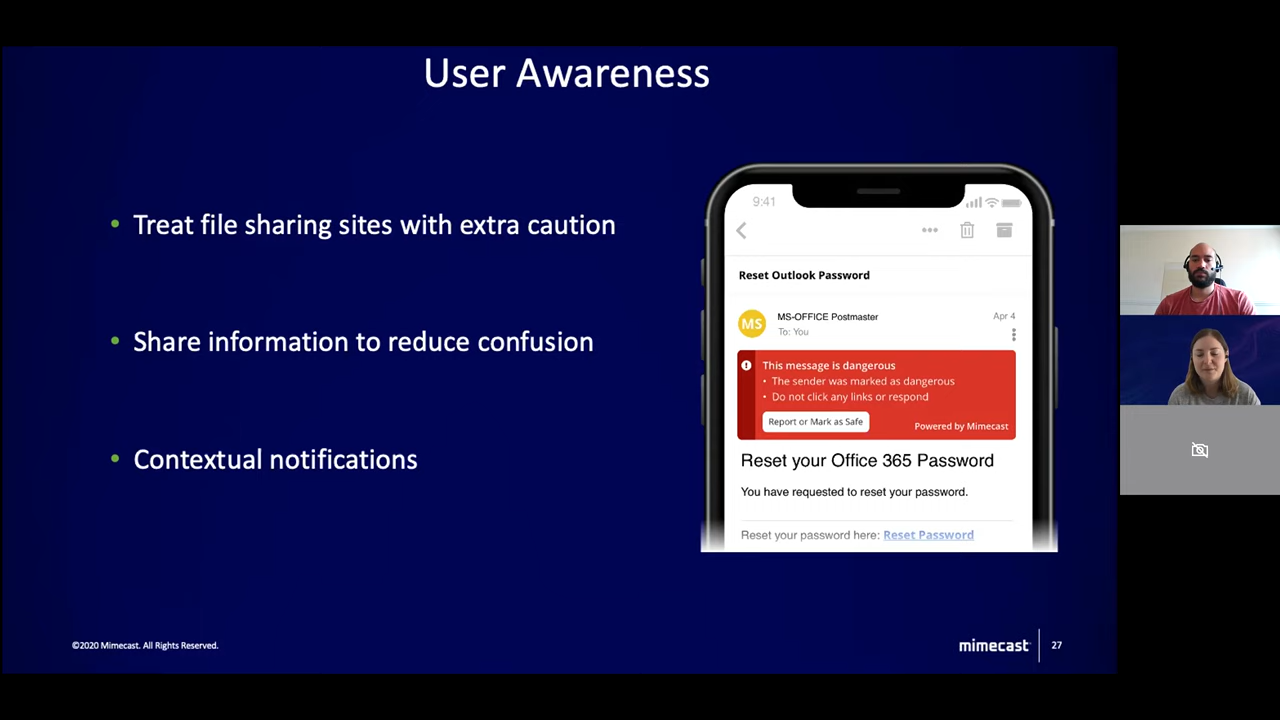 User Awareness
• Treat file sharing sites with extra caution
• Share information to reduce confusion
• Contextual notifications
9:41
Reset Outlook Password
MS
MS-OFFICE Postmaster
Apr 4
To: You
This message is dangerous
• The sender was marked as dangerous
• Do not click any links or respond
Report or Mark as Safe
Powered by Mimecast
Reset your Office 365 Password
You have requested to reset your password.
Reset your password here: Reset Password
©2020 Mimecast. All Rights Reserved.
mimecast
27